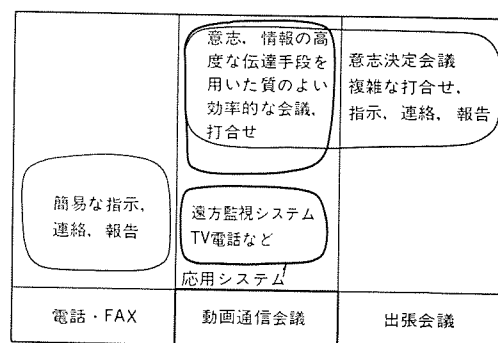 意志，情報の高
度な伝達手段を
用いた質のよい
効率的な会議，
打合せ
意志決定会議
複雑な打合せ，
指示，連絡，報告
簡易な指示，
連絡，報告
遠方監視システム
TV電話など
応用システム
電話・FAX
動画通信会議
出張会議